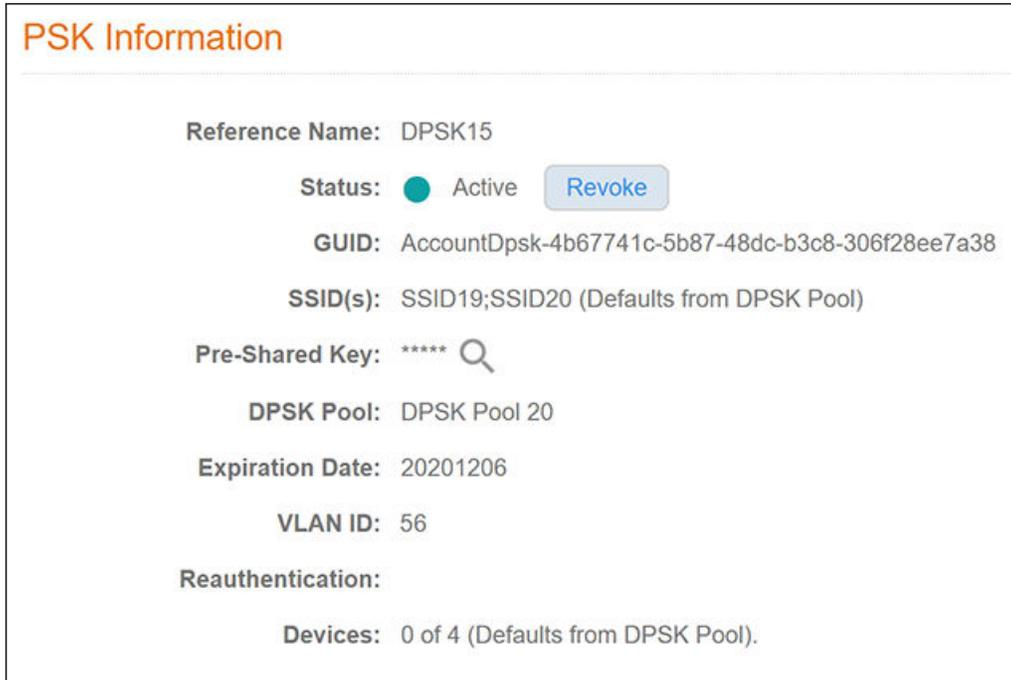 PSK Information
Reference Name: DPSK15
Status: Active Revoke
GUID: AccountDpsk-4b67741c-5b87-48dc-b3c8-306f28ee7a38
SSID(s): SSID19;SSID20 (Defaults from DPSK Pool)
Pre-Shared Key: *****
DPSK Pool: DPSK Pool 20
Expiration Date: 20201206
VLAN ID: 56
Reauthentication:
Devices: 0 of 4 (Defaults from DPSK Pool).